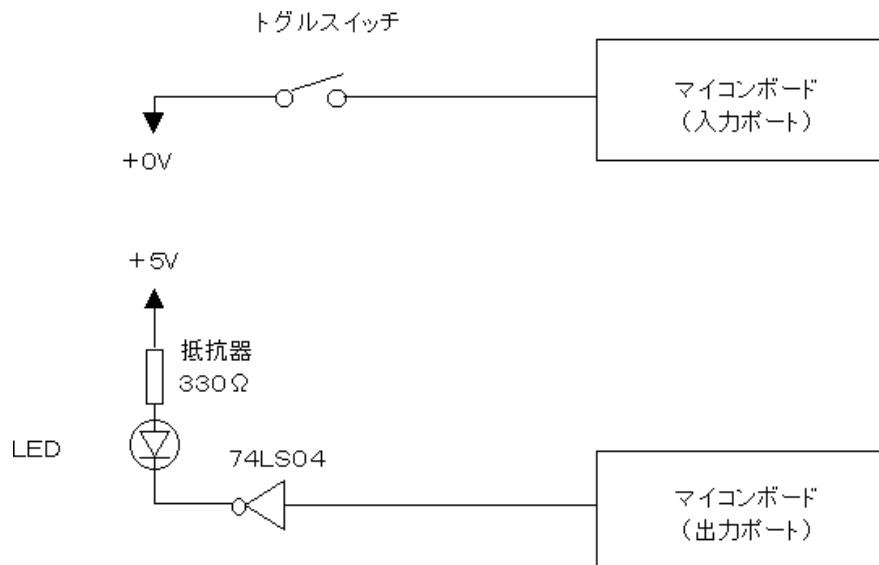 トグルスイッチ
マイコンボード
（入力ポート）
＋０V
＋５V
抵抗器
３３０Ω
LED
７４LS０４
マイコンボード
（出力ポート）